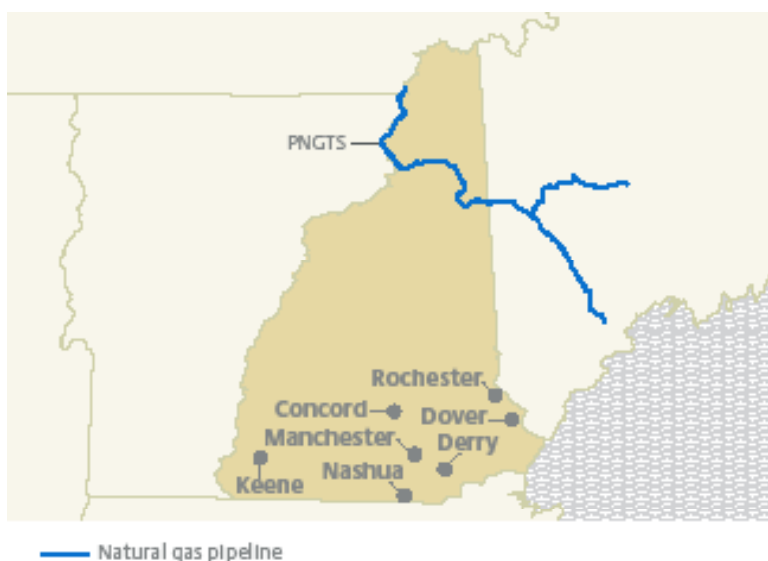 PNGTS
Rochester
Concord
Dover
Manchester
Derry
Nashua
Keene
Natural gas pipeline